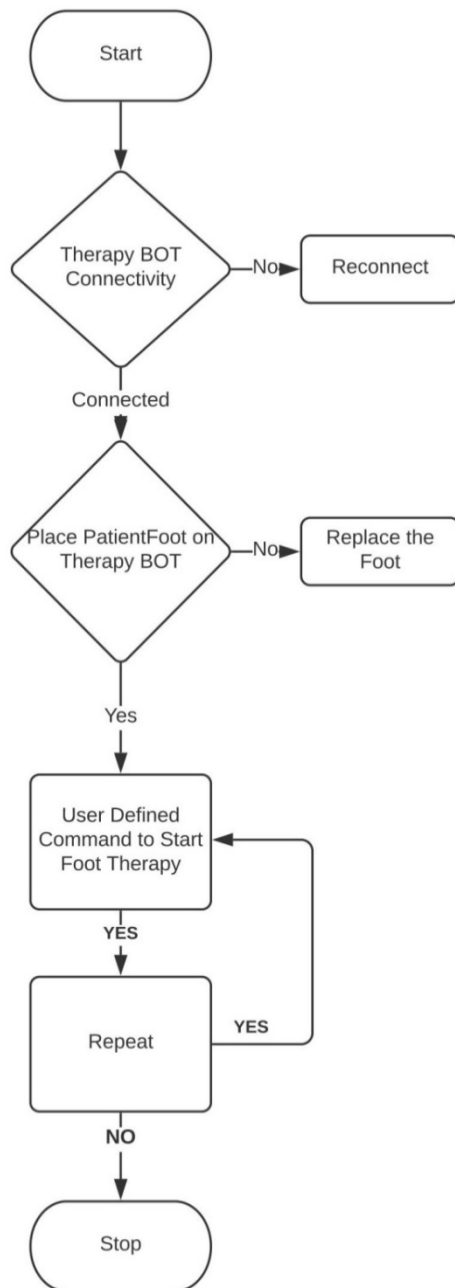 Start
Therapy BOT
Connectivity
No
Reconnect
Connected
Place PatientFoot on
Therapy BOT
No
Replace the
Foot
Yes
User Defined
Command to Start
Foot Therapy
YES
Repeat
YES
NO
Stop